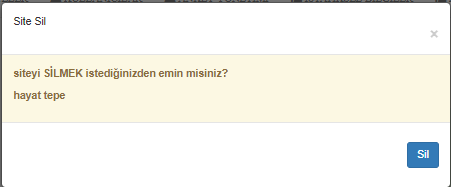 Site Sil
×
siteyi SİLMEK istediğinizden emin misiniz?
hayat tepe
Sil